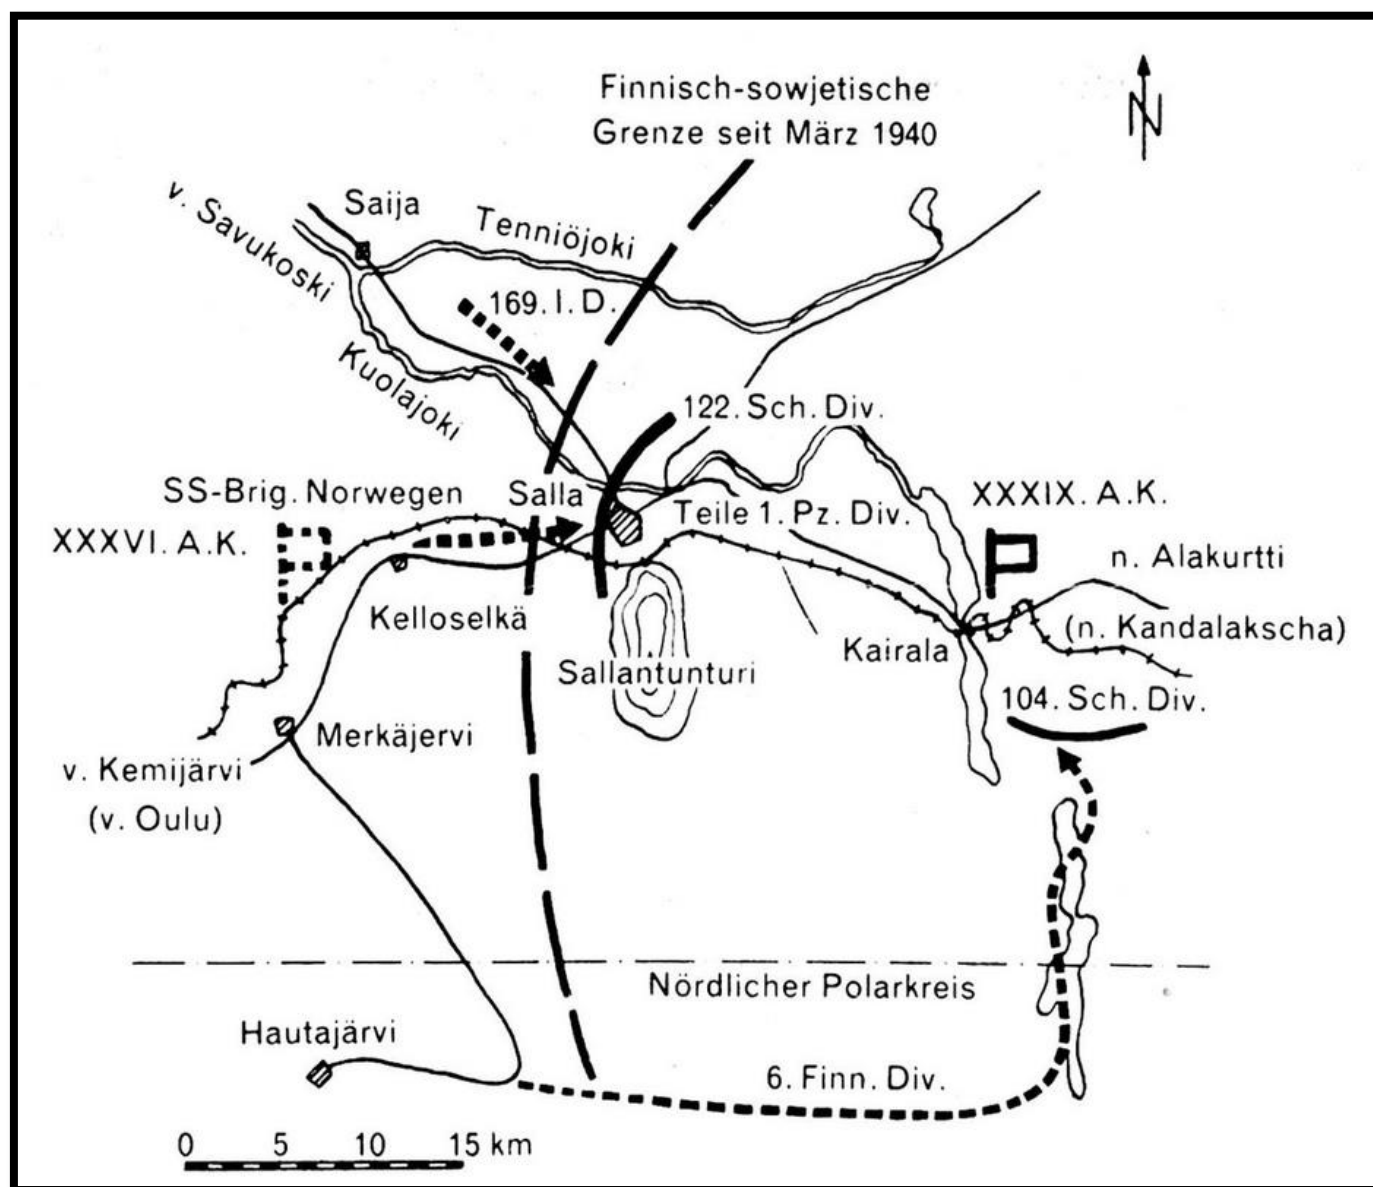 Finnisch-sowjetische
Grenze seit März 1940
N
Saija
v. Savukoski
Tenniöjoki
169. I. D.
Kuolajoki
122. Sch. Div.
SS-Brig. Norwegen
Salla
XXXIX. A.K.
XXXVI. A.K.
Teile 1. Pz. Div.
n. Alakurtti
Kelloselkä
(n. Kandalakscha)
Kairala
Sallantunturi
104. Sch. Div.
Merkäjervi
v. Kemijärvi
(v. Oulu)
Nördlicher Polarkreis
Hautajärvi
6. Finn. Div.
0 5 10 15 km